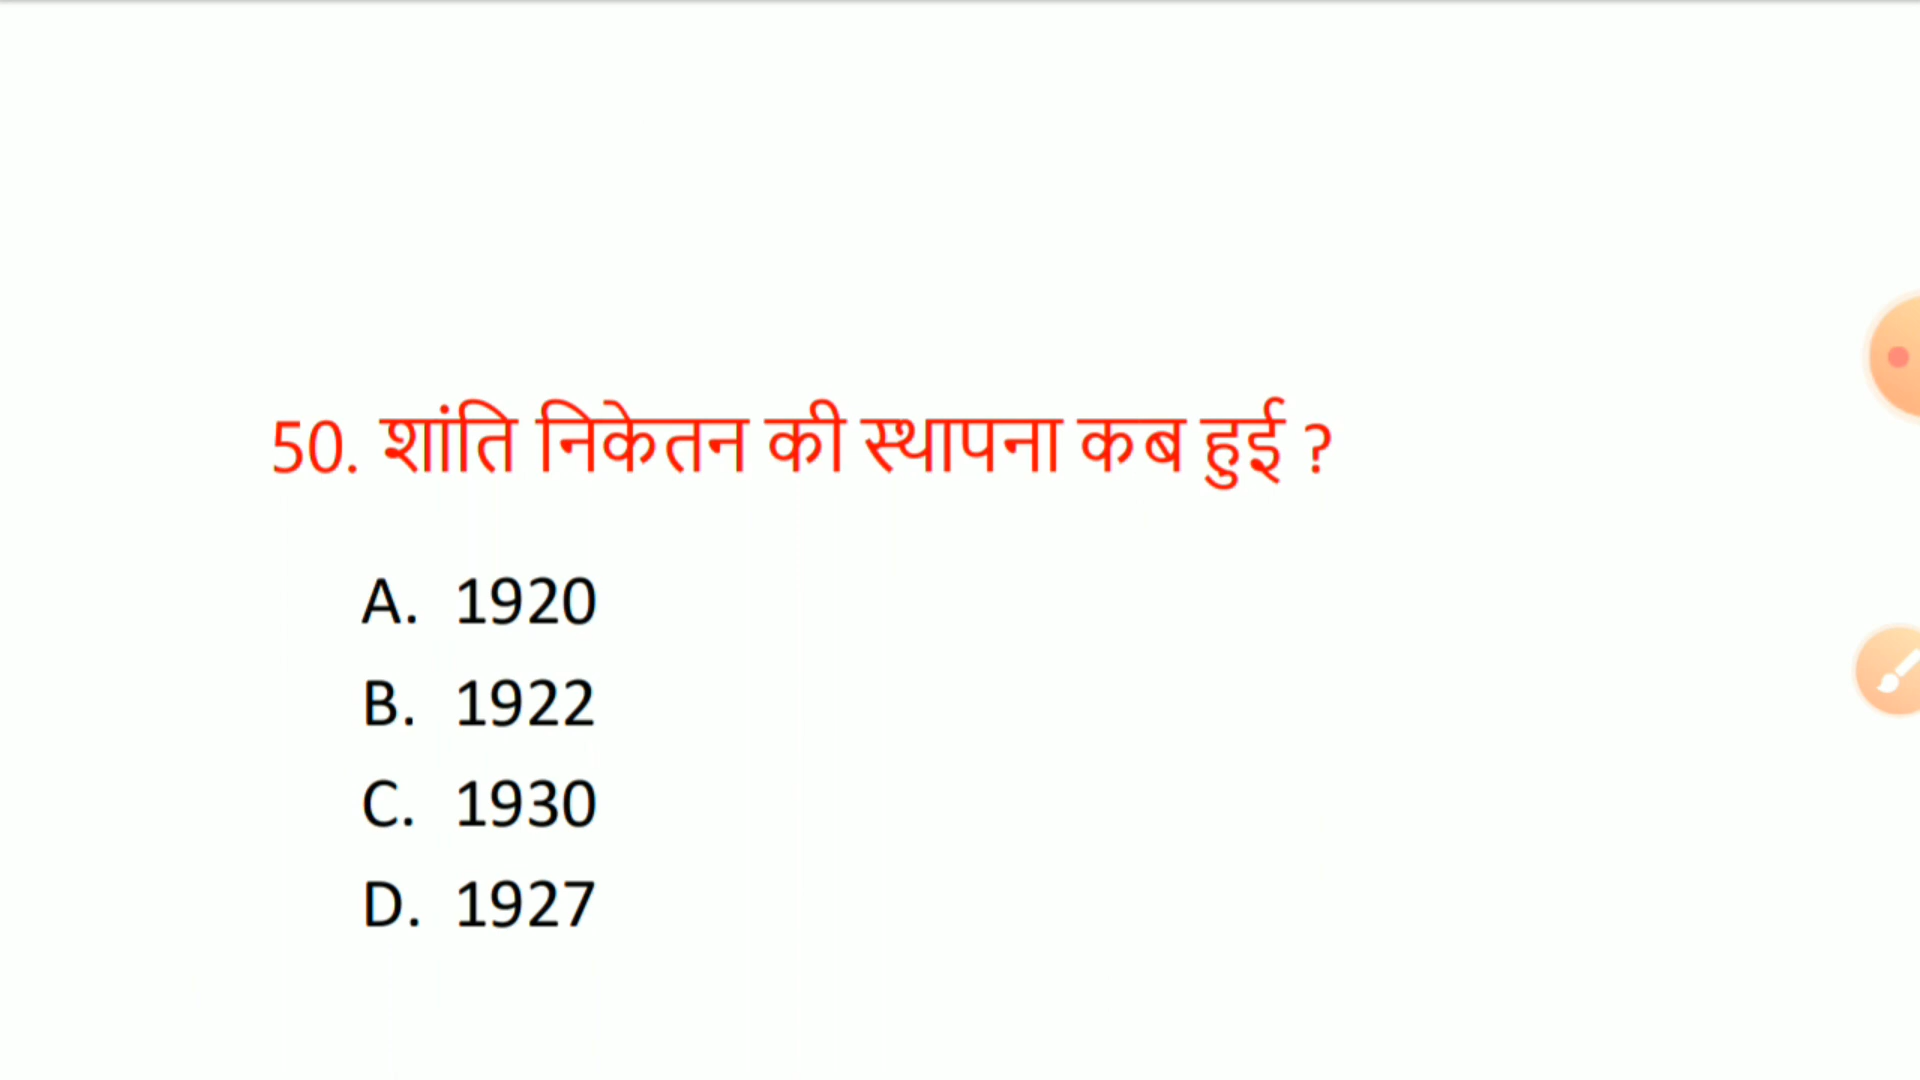 50. शांति निकेतन की स्थापना कब हुई ?
A. 1920
B. 1922
C. 1930
D. 1927